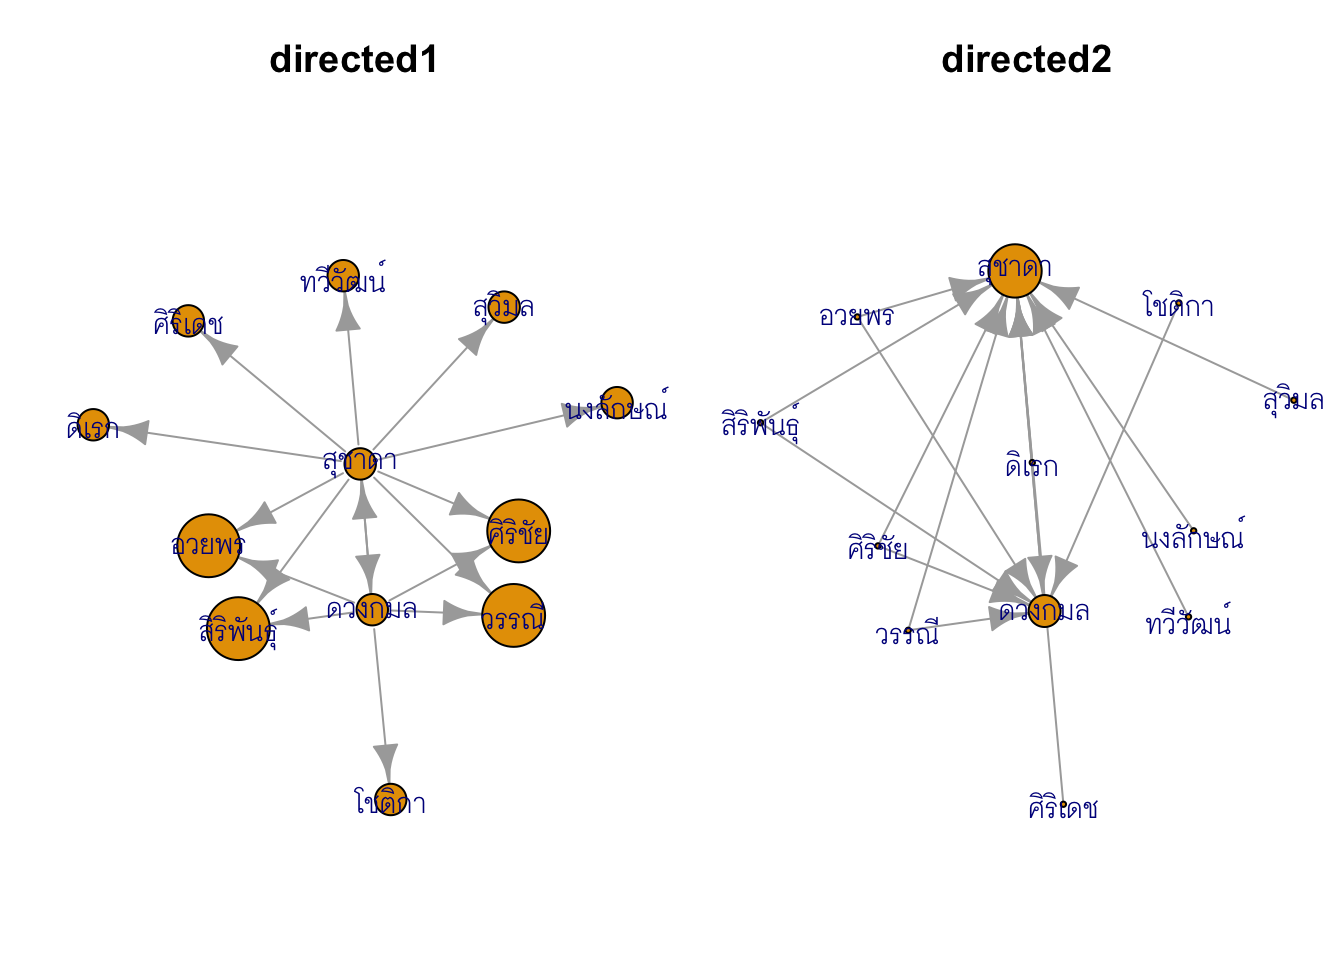 directed1
ทวีวัฒน์
สุวิมล
ศิริเดช
นงลักษณ์
ดิเรก
สุชาดา
ศิริชัย
อวยพร
ดวงกมล
วรรณี
สิริพันธุ์
โชติกา
directed2
สุชาดา
โชติกา
อวยพร
สุวิมล
สิริพันธุ์
ดิเรก
นงลักษณ์
ศิริชัย
ดวงกมล
ทวีวัฒน์
วรรณี
ศิริเดช